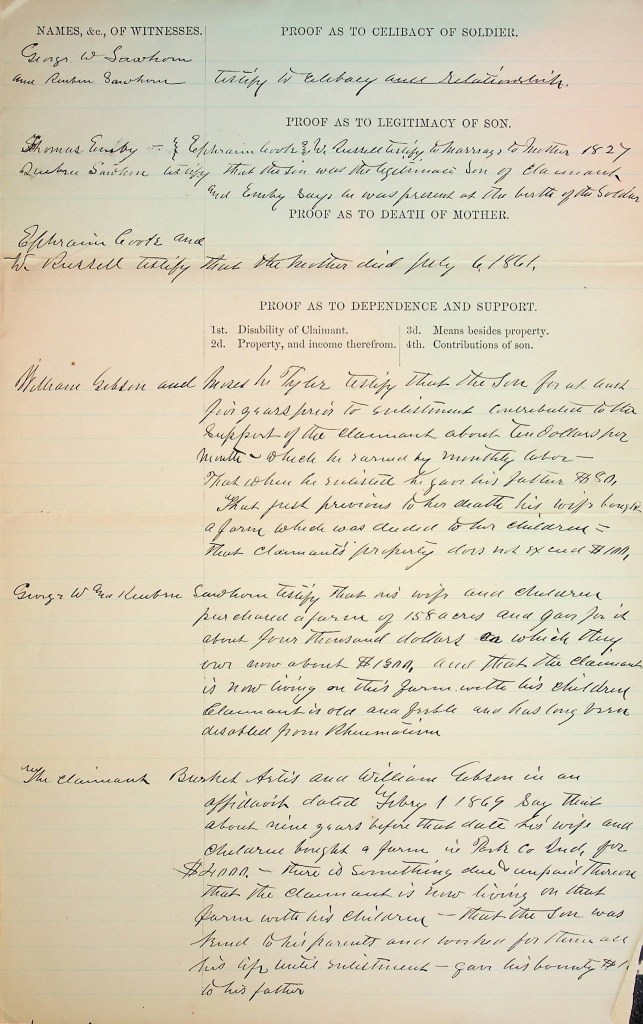 NAMES, &c., OF WITNESSES.
PROOF AS TO CELIBACY OF SOLDIER.
George W Sawhorn
and Reuben Sawhorn testify to celibacy and relationship.
PROOF AS TO LEGITIMACY OF SON.
Thomas Ensby & Ephraim Cook & W. Russell testify to marriage to mother 1827
Reuben Sawhorn testify that the son was the legitimate son of Claimant
and Ensby says he was present at the birth of the Soldier
PROOF AS TO DEATH OF MOTHER.
Ephraim Cook and
W. Russell testify that the mother died July 6, 1861.
PROOF AS TO DEPENDENCE AND SUPPORT.
1st. Disability of Claimant.
2d. Property, and income therefrom.
3d. Means besides property.
4th. Contributions of son.
William Gibson and Moses M Tyler testify that the Son for at least
five years prior to enlistment contributed to the
support of the claimant about Ten dollars per
month – which he earned by monthly labor –
That when he enlisted he gave his father
That just previous to her death his wife bought
a farm which was deeded to her children –
that claimant's property does not exceed $100.
George W and Reuben Sawhorn testify that his wife and children
purchased a farm of 158 acres and gave for it
about four thousand dollars on which they
owe now about $1300, and that the claimant
is now living on this farm with his children
Claimant is old and feeble and has long been
disabled from Rheumatism
The claimant Burket Artis and William Gibson in an
affidavit dated Febry 1 1869 Say that
about nine years before that date his wife and
children bought a farm in Park Co Ind, for
$4000. – there is something due & unpaid thereon
that the claimant is now living on that
farm with his children – that the Son was
kind to his parents and worked for them all
his life until enlistment – gave his bounty
to his father